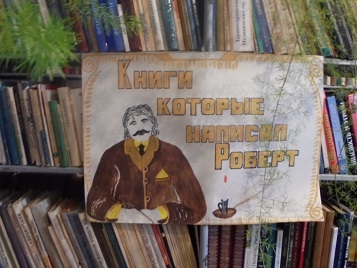 Книги
которые
написал
Роберт